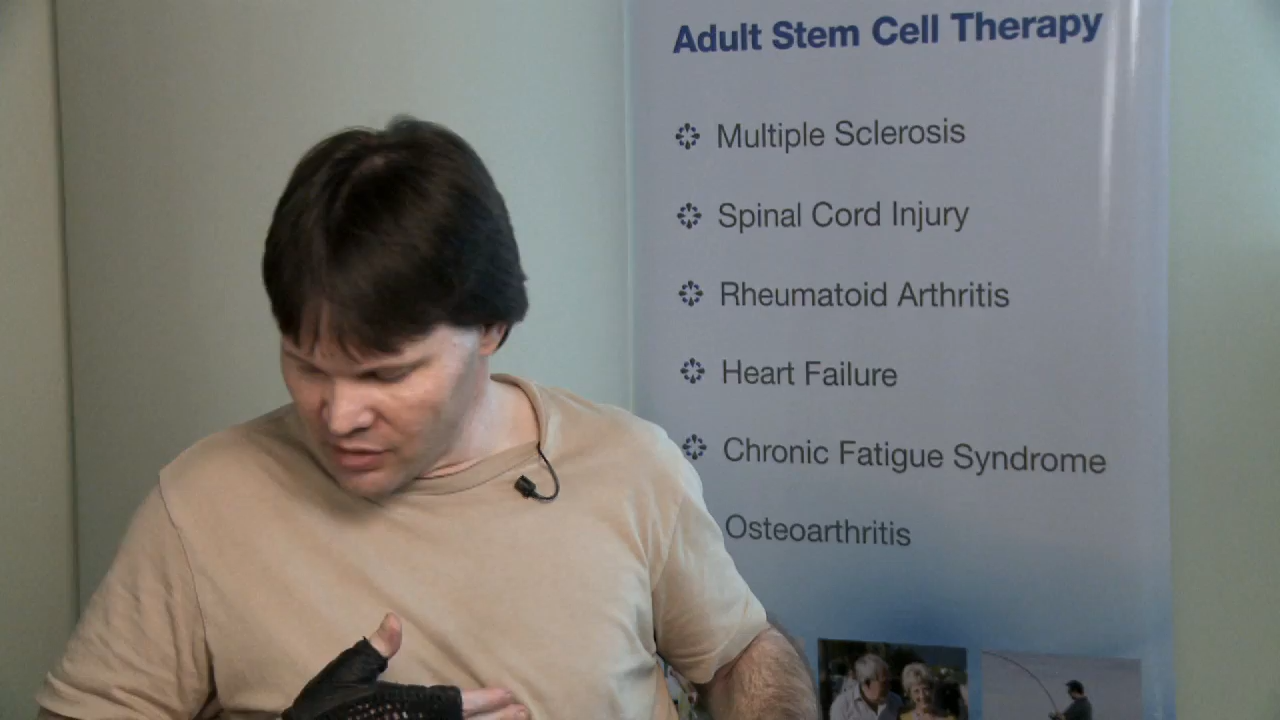 Adult Stem Cell Therapy
Multiple Sclerosis
Spinal Cord Injury
Rheumatoid Arthritis
Heart Failure
Chronic Fatigue Syndrome
Osteoarthritis